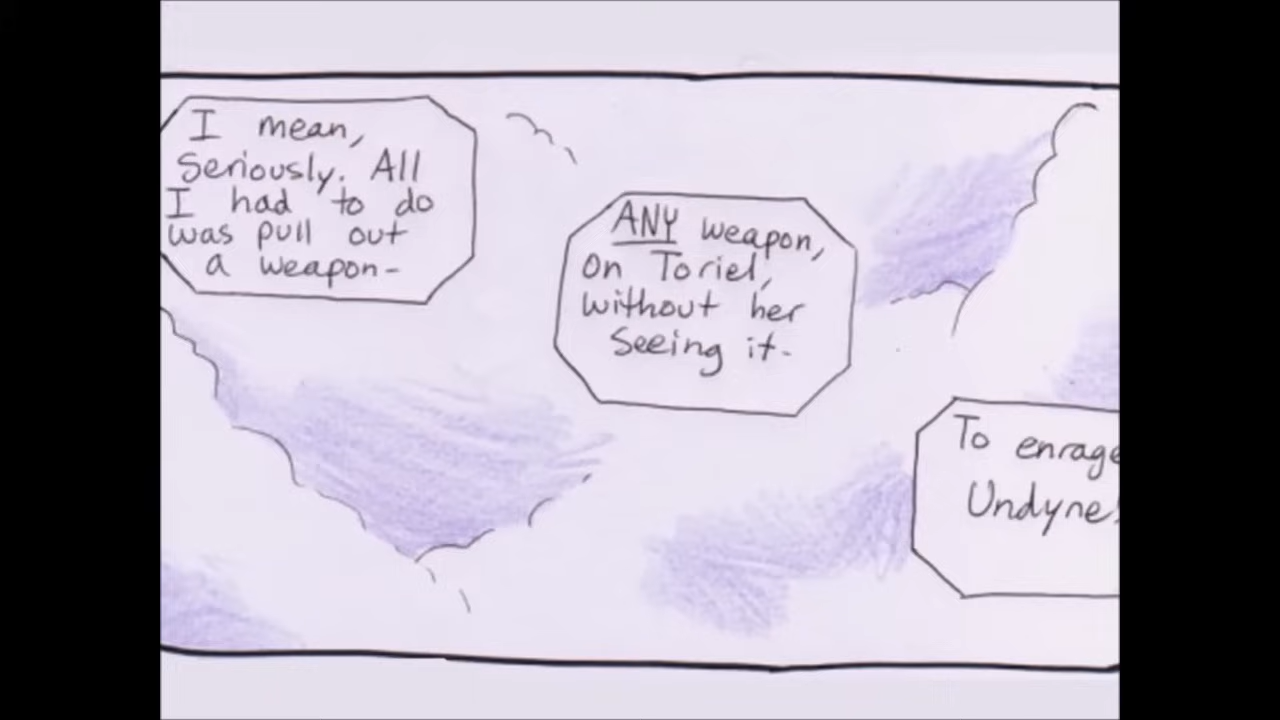 I mean,
Seriously. All
I had to do
was pull out
a weapon-
ANY weapon,
on Toriel,
without her
seeing it-
To enrage
Undyne!